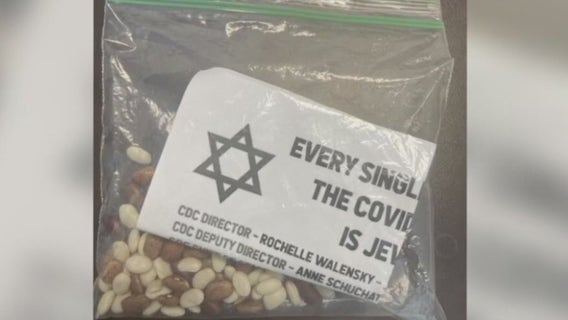 EVERY SINGL
THE COVID
IS JEW
CDC DIRECTOR - ROCHELLE WALENSKY -
CDC DEPUTY DIRECTOR - ANNE SCHUCHAT